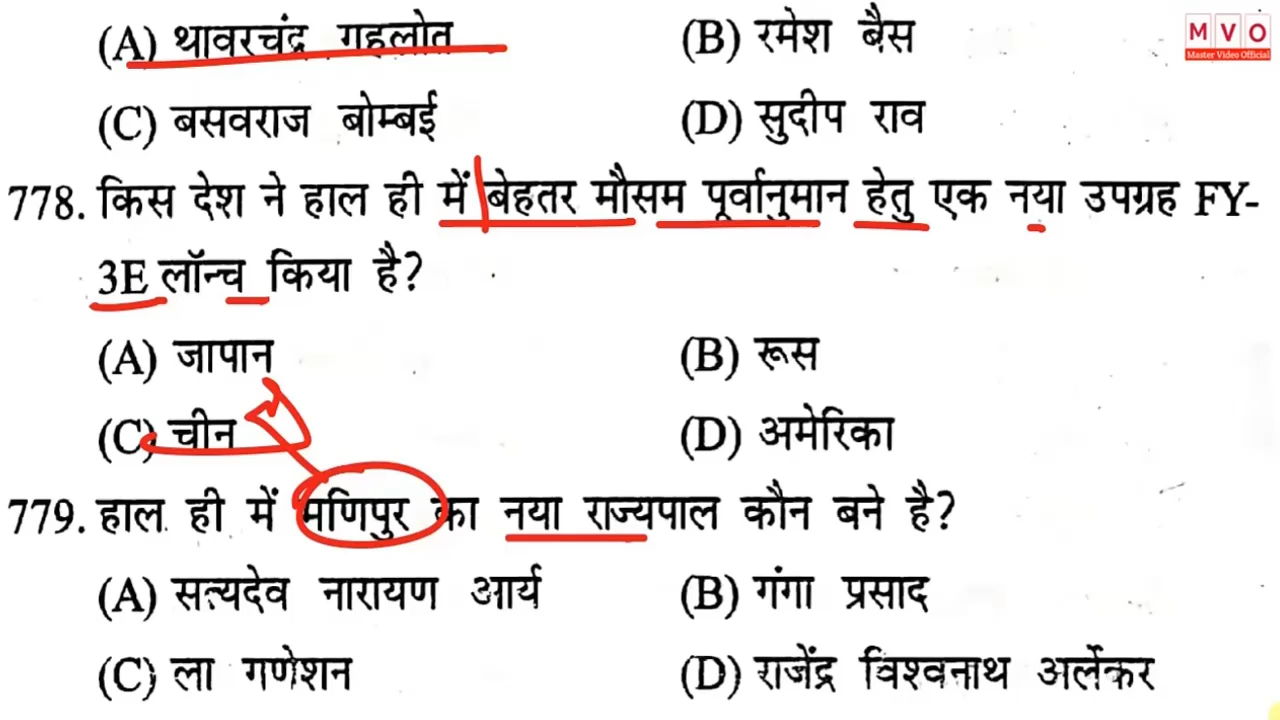 (A) थावरचंद्र गहलोत (B) रमेश बैस
M V O
Master Video Official
(C) बसवराज बोम्बई (D) सुदीप राव
778. किस देश ने हाल ही में बेहतर मौसम पूर्वानुमान हेतु एक नया उपग्रह FY-
3E लॉन्च किया है?
(A) जापान (B) रूस
(C) चीन (D) अमेरिका
779. हाल ही में मणिपुर का नया राज्यपाल कौन बने है?
(A) सत्यदेव नारायण आर्य (B) गंगा प्रसाद
(C) ला गणेशन (D) राजेंद्र विश्वनाथ अर्लेकर